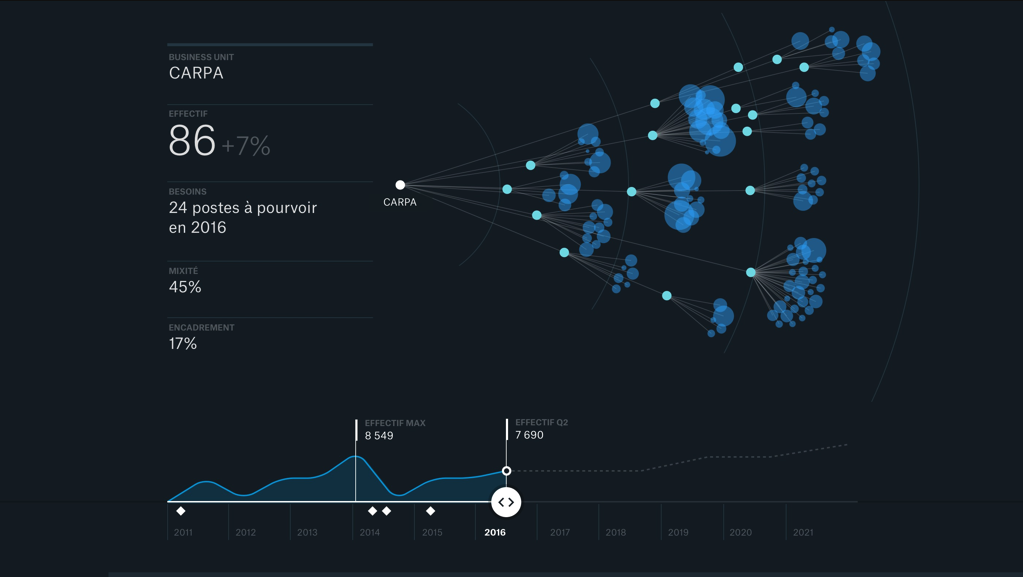 BUSINESS UNIT
CARPA
EFFECTIF
86 +7%
BESOINS
24 postes à pourvoir
en 2016
MIXITÉ
45%
ENCADREMENT
17%
CARPA
EFFECTIF MAX
8 549
EFFECTIF Q2
7 690
2011 2012 2013 2014 2015 2016 2017 2018 2019 2020 2021